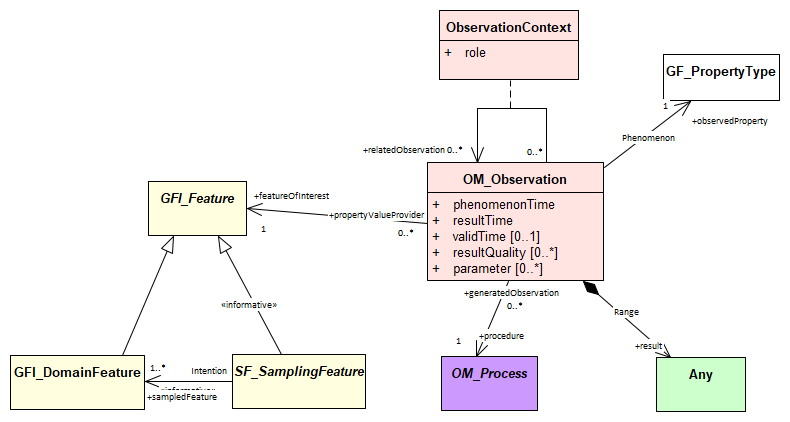 ObservationContext
+ role
GF_PropertyType
1
+observedProperty
Phenomenon
+relatedObservation 0..*
0..*
OM_Observation
+ phenomenonTime
+ resultTime
+ validTime [0..1]
+ resultQuality [0..*]
+ parameter [0..*]
GFI_Feature
+featureOfInterest
1
+propertyValueProvider
0..*
«informative»
+generatedObservation
0..*
Range
+procedure
1
+result
GFI_DomainFeature
1..*
Intention
«informative»
+sampledFeature
SF_SamplingFeature
OM_Process
Any